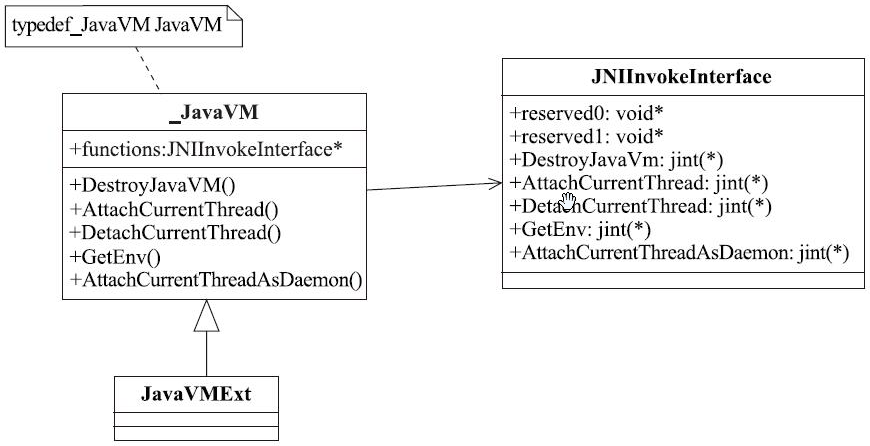 typedef_JavaVM JavaVM
_JavaVM
+functions:JNIInvokeInterface*
+DestroyJavaVM()
+AttachCurrentThread()
+DetachCurrentThread()
+GetEnv()
+AttachCurrentThreadAsDaemon()
JNIInvokeInterface
+reserved0: void*
+reserved1: void*
+DestroyJavaVm: jint(*)
+AttachCurrentThread: jint(*)
+DetachCurrentThread: jint(*)
+GetEnv: jint(*)
+AttachCurrentThreadAsDaemon: jint(*)
JavaVMExt